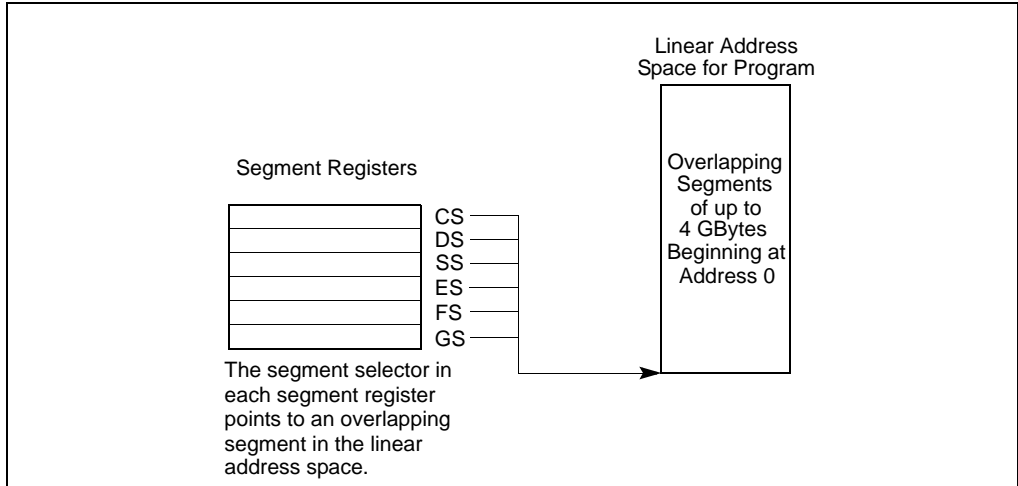 Linear Address
Space for Program
Overlapping
Segments
of up to
4 GBytes
Beginning at
Address 0
Segment Registers
CS
DS
SS
ES
FS
GS
The segment selector in
each segment register
points to an overlapping
segment in the linear
address space.